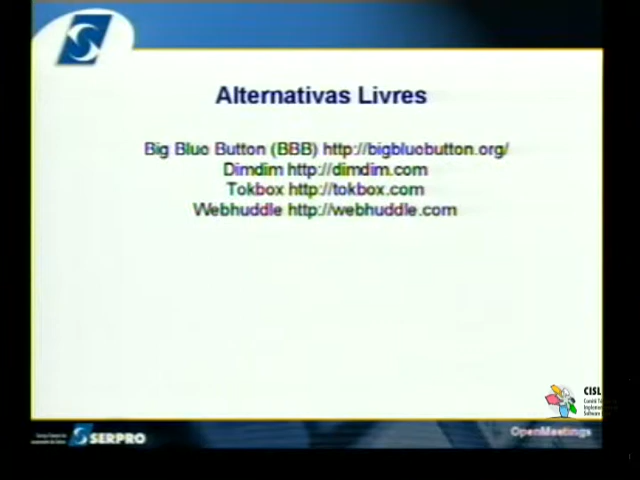 Alternativas Livres
Big Blue Button (BBB) http://bigbluebutton.org/
Dimdim http://dimdim.com
Tokbox http://tokbox.com
Webhuddle http://webhuddle.com
CISL
SERPRO
OpenMeetings